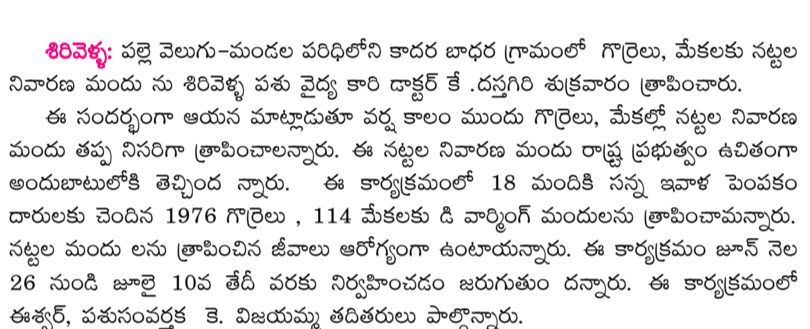 శిరివెళ్ళ: పల్లె వెలుగు-మండల పరిధిలోని కాదర బాధర గ్రామంలో గొర్రెలు, మేకలకు నట్టల
నివారణ మందు ను శిరివెళ్ళ పశు వైద్య కారి డాక్టర్ కే .దస్తగిరి శుక్రవారం త్రాపించారు.
ఈ సందర్భంగా ఆయన మాట్లాడుతూ వర్ష కాలం ముందు గొర్రెలు, మేకల్లో నట్టల నివారణ
మందు తప్ప నిసరిగా త్రాపించాలన్నారు. ఈ నట్టల నివారణ మందు రాష్ట్ర ప్రభుత్వం ఉచితంగా
అందుబాటులోకి తెచ్చింద న్నారు. ఈ కార్యక్రమంలో 18 మందికి సన్న ఇవాళ పెంపకం
దారులకు చెందిన 1976 గొర్రెలు , 114 మేకలకు డి వార్మింగ్ మందులను త్రాపించామన్నారు.
నట్టల మందు లను త్రాపించిన జీవాలు ఆరోగ్యంగా ఉంటాయన్నారు. ఈ కార్యక్రమం జూన్ నెల
26 నుండి జూలై 10వ తేదీ వరకు నిర్వహించడం జరుగుతుం దన్నారు. ఈ కార్యక్రమంలో
ఈశ్వర్, పశుసంవర్తక కె. విజయమ్మ తదితరులు పాల్గొన్నారు.